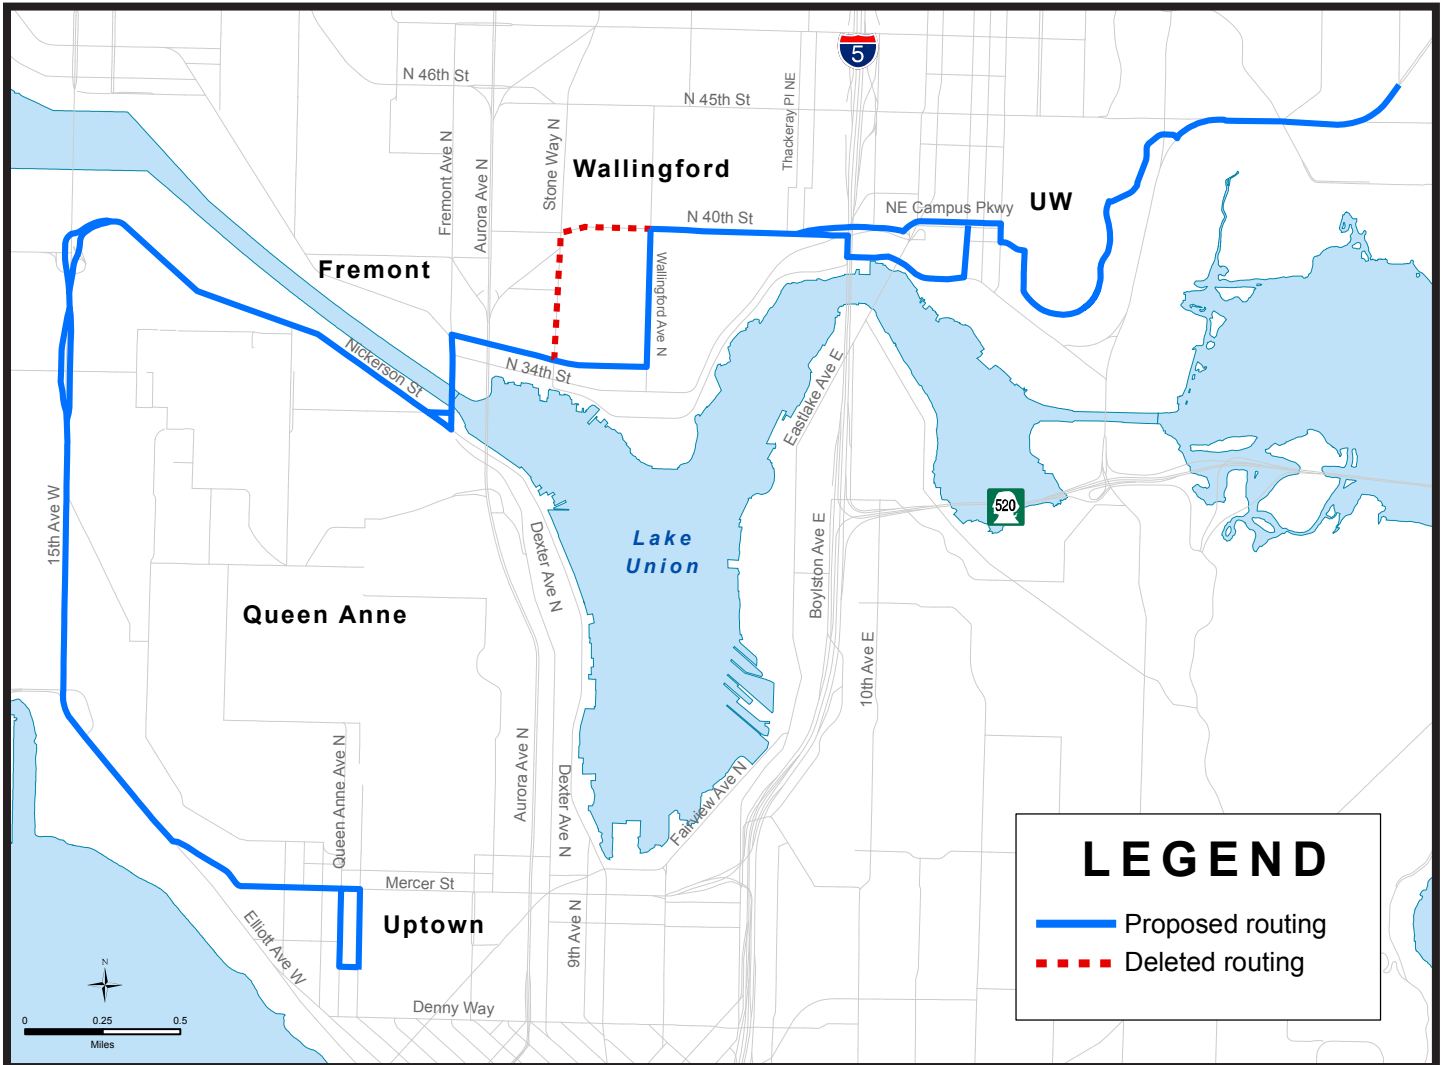 5
N 46th St
N 45th St
Thackeray Pl NE
Stone Way N
Fremont Ave N
Aurora Ave N
Wallingford
UW
NE Campus Pkwy
N 40th St
Fremont
Wallingford Ave N
Nickerson St
N 34th St
Eastlake Ave E
520
15th Ave W
Dexter Ave N
Lake
Union
Boylston Ave E
Queen Anne
10th Ave E
Queen Anne Ave N
Aurora Ave N
Dexter Ave N
Fairview Ave N
Mercer St
Uptown
Elliott Ave W
9th Ave N
Denny Way
N
0 0.25 0.5
Miles
LEGEND
Proposed routing
Deleted routing